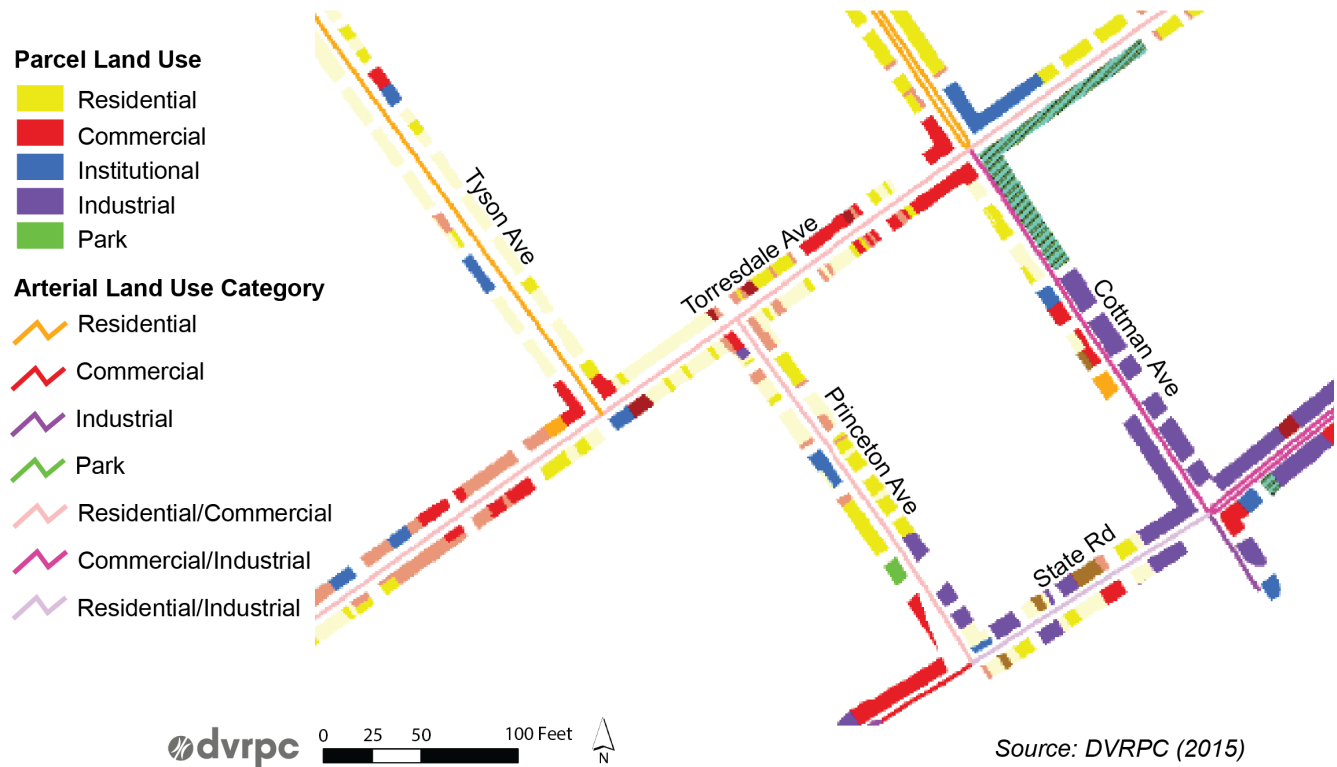 Parcel Land Use
Residential
Commercial
Institutional
Industrial
Park
Arterial Land Use Category
Residential
Commercial
Industrial
Park
Residential/Commercial
Commercial/Industrial
Residential/Industrial
Tyson Ave
Torresdale Ave
Cottman Ave
Princeton Ave
State Rd
dvrpc
0 25 50 100 Feet
N
Source: DVRPC (2015)